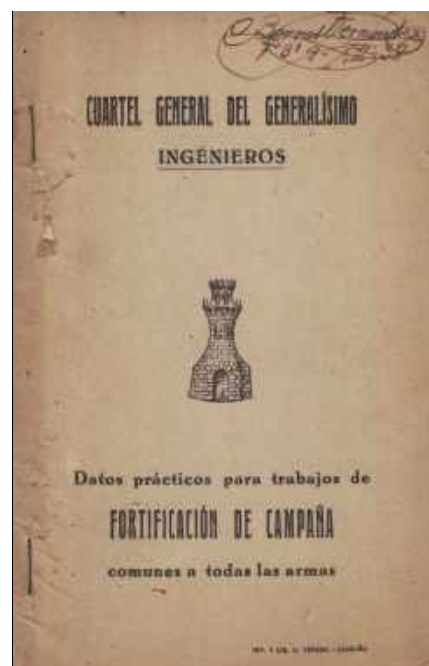 CUARTEL GENERAL DEL GENERALÍSIMO
INGENIEROS
Datos prácticos para trabajos de
FORTIFICACIÓN DE CAMPAÑA
comunes a todas las armas